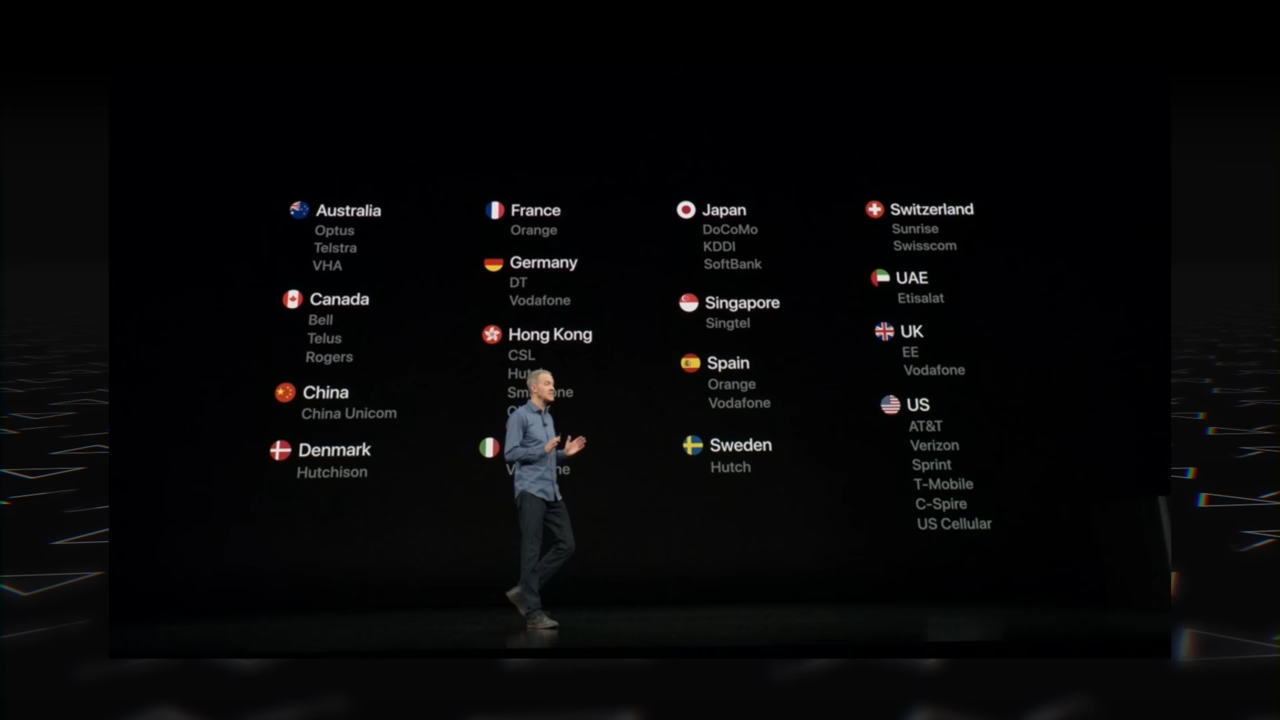 Australia
Optus
Telstra
VHA
Canada
Bell
Telus
Rogers
China
China Unicom
Denmark
Hutchison
France
Orange
Germany
DT
Vodafone
Hong Kong
CSL
Japan
DoCoMo
KDDI
SoftBank
Singapore
Singtel
Spain
Orange
Vodafone
Sweden
Hutch
Switzerland
Sunrise
Swisscom
UAE
Etisalat
UK
EE
Vodafone
US
AT&T
Verizon
Sprint
T-Mobile
C-Spire
US Cellular